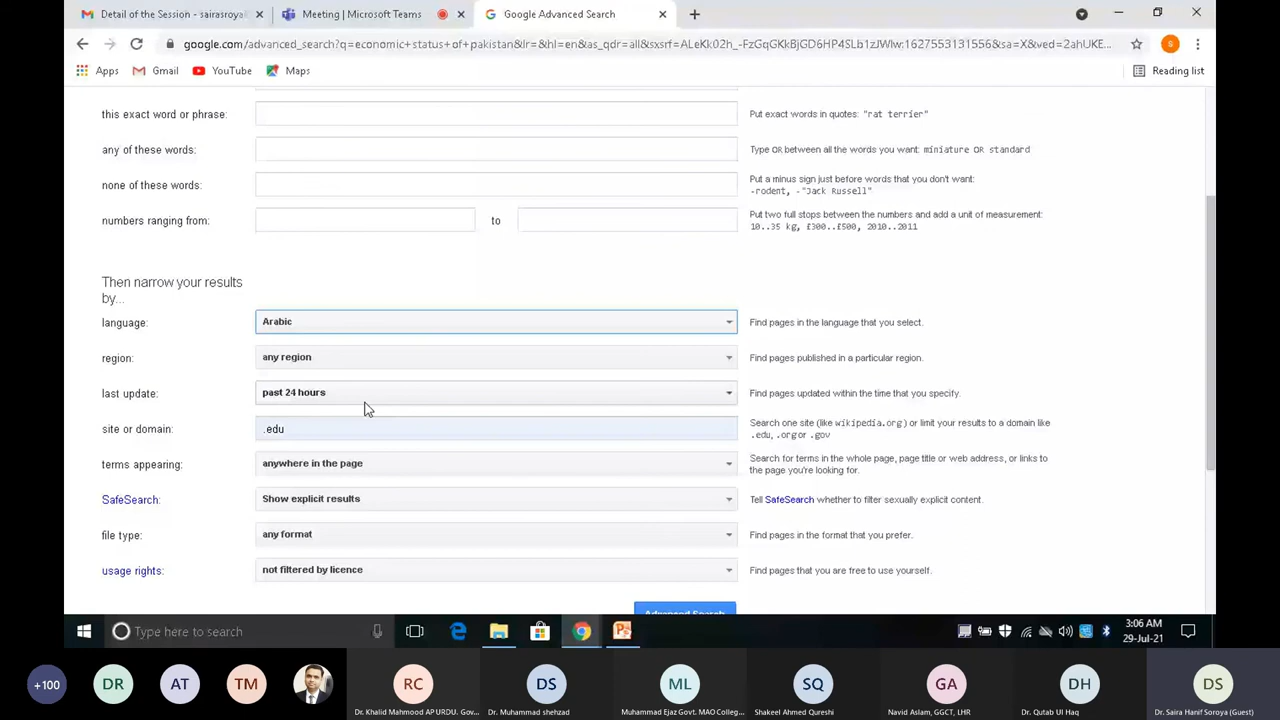 Detail of the Session - sairasroya
Meeting | Microsoft Teams
Google Advanced Search
google.com/advanced_search?q=economic+status+of+pakistan&lr=&hl=en&as_qdr=all&sxsrf=ALeKk02h_-FzGqGKkBjGD6HP4SLb1zJWlw:1627553131556&sa=X&ved=2ahUKE...
Apps
Gmail
YouTube
Maps
Reading list
this exact word or phrase:
Put exact words in quotes: "rat terrier"
any of these words:
Type OR between all the words you want: miniature OR standard
none of these words:
Put a minus sign just before words that you don't want:
-rodent, -"Jack Russell"
numbers ranging from:
to
Put two full stops between the numbers and add a unit of measurement:
10..35 kg, £300..£500, 2010..2011
Then narrow your results
by...
language:
Arabic
Find pages in the language that you select.
region:
any region
Find pages published in a particular region.
last update:
past 24 hours
Find pages updated within the time that you specify.
site or domain:
.edu
Search one site (like wikipedia.org) or limit your results to a domain like
.edu, .org or .gov
terms appearing:
anywhere in the page
Search for terms in the whole page, page title or web address, or links to
the page you're looking for.
SafeSearch:
Show explicit results
Tell SafeSearch whether to filter sexually explicit content.
file type:
any format
Find pages in the format that you prefer.
usage rights:
not filtered by licence
Find pages that you are free to use yourself.
Advanced Search
Type here to search
3:06 AM
29-Jul-21
+100
DR
AT
TM
RC
DS
ML
SQ
GA
DH
DS
Dr. Khalid Mahmood AP URDU. Gov...
Dr. Muhammad shehzad
Muhammad Ejaz Govt. MAO Colleg...
Shakeel Ahmed Qureshi
Navid Aslam, GGCT, LHR
Dr. Qutab Ul Haq
Dr. Saira Hanif Soroya (Guest)